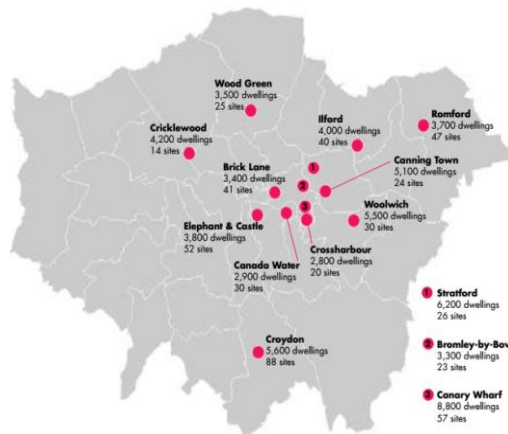 Wood Green
3,500 dwellings
25 sites
Cricklewood
4,200 dwellings
14 sites
Ilford
4,000 dwellings
40 sites
Romford
3,700 dwellings
47 sites
Brick Lane
3,400 dwellings
41 sites
1
2
3
Canning Town
5,100 dwellings
24 sites
Woolwich
5,500 dwellings
30 sites
Elephant & Castle
3,800 dwellings
52 sites
Crossharbour
2,800 dwellings
20 sites
Canada Water
2,900 dwellings
30 sites
Croydon
5,600 dwellings
88 sites
1 Stratford
6,200 dwellings
26 sites
2 Bromley-by-Bov
3,300 dwellings
23 sites
3 Canary Wharf
8,800 dwellings
57 sites